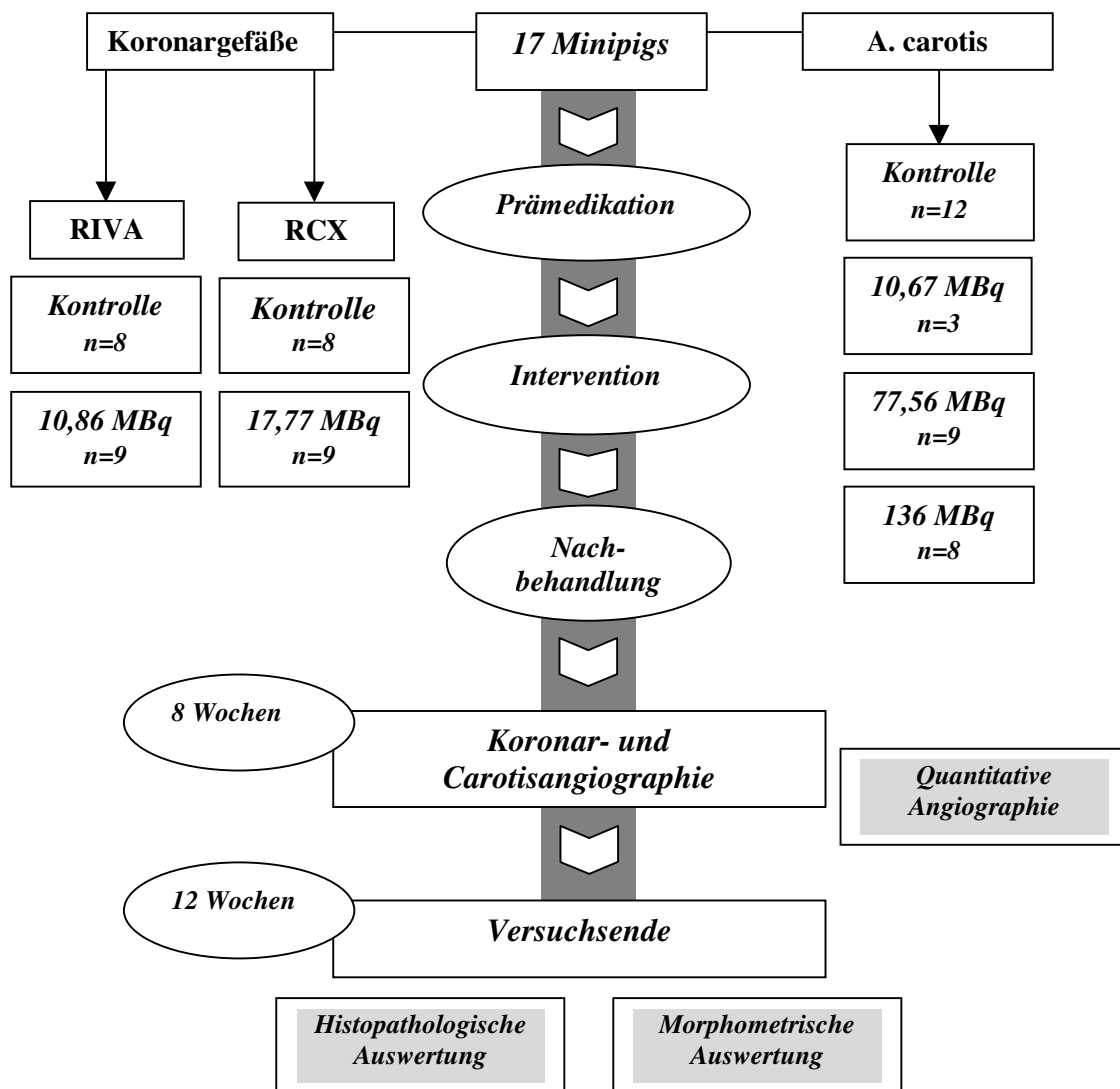 Koronargefäße
17 Minipigs
A. carotis
RIVA
RCX
Kontrolle
n=8
Kontrolle
n=8
10,86 MBq
n=9
17,77 MBq
n=9
Prämedikation
Intervention
Nach-
behandlung
Kontrolle
n=12
10,67 MBq
n=3
77,56 MBq
n=9
136 MBq
n=8
8 Wochen
Koronar- und
Carotisangiographie
Quantitative
Angiographie
12 Wochen
Versuchsende
Histopathologische
Auswertung
Morphometrische
Auswertung